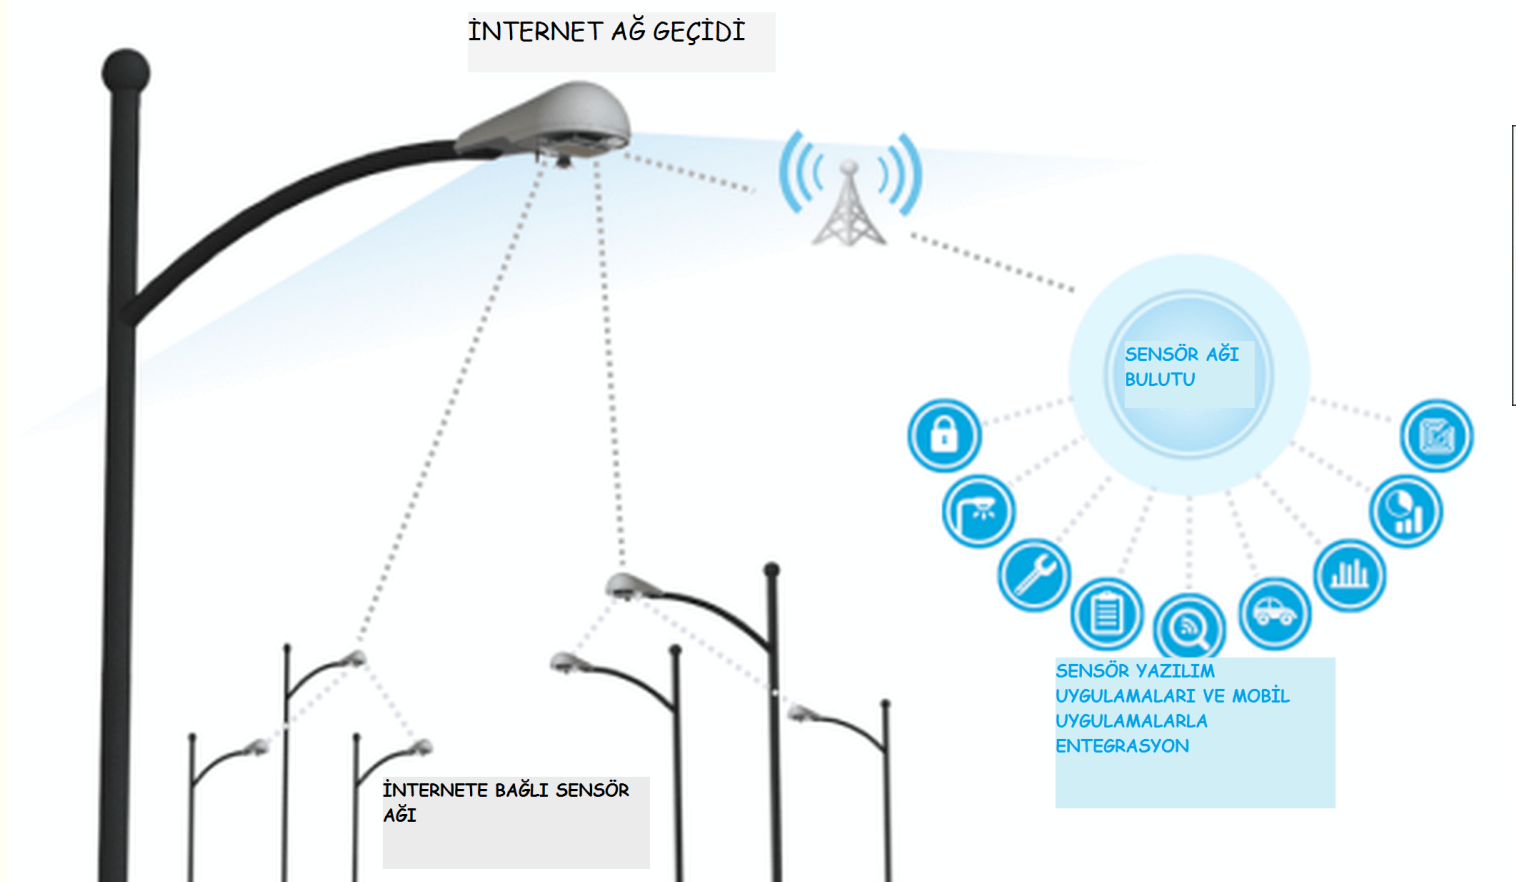 İNTERNET AĞ GEÇİDİ
SENSÖR AĞI
BULUTU
SENSÖR YAZILIM
UYGULAMALARI VE MOBİL
UYGULAMALARLA
ENTEGRASYON
İNTERNETE BAĞLI SENSÖR
AĞI